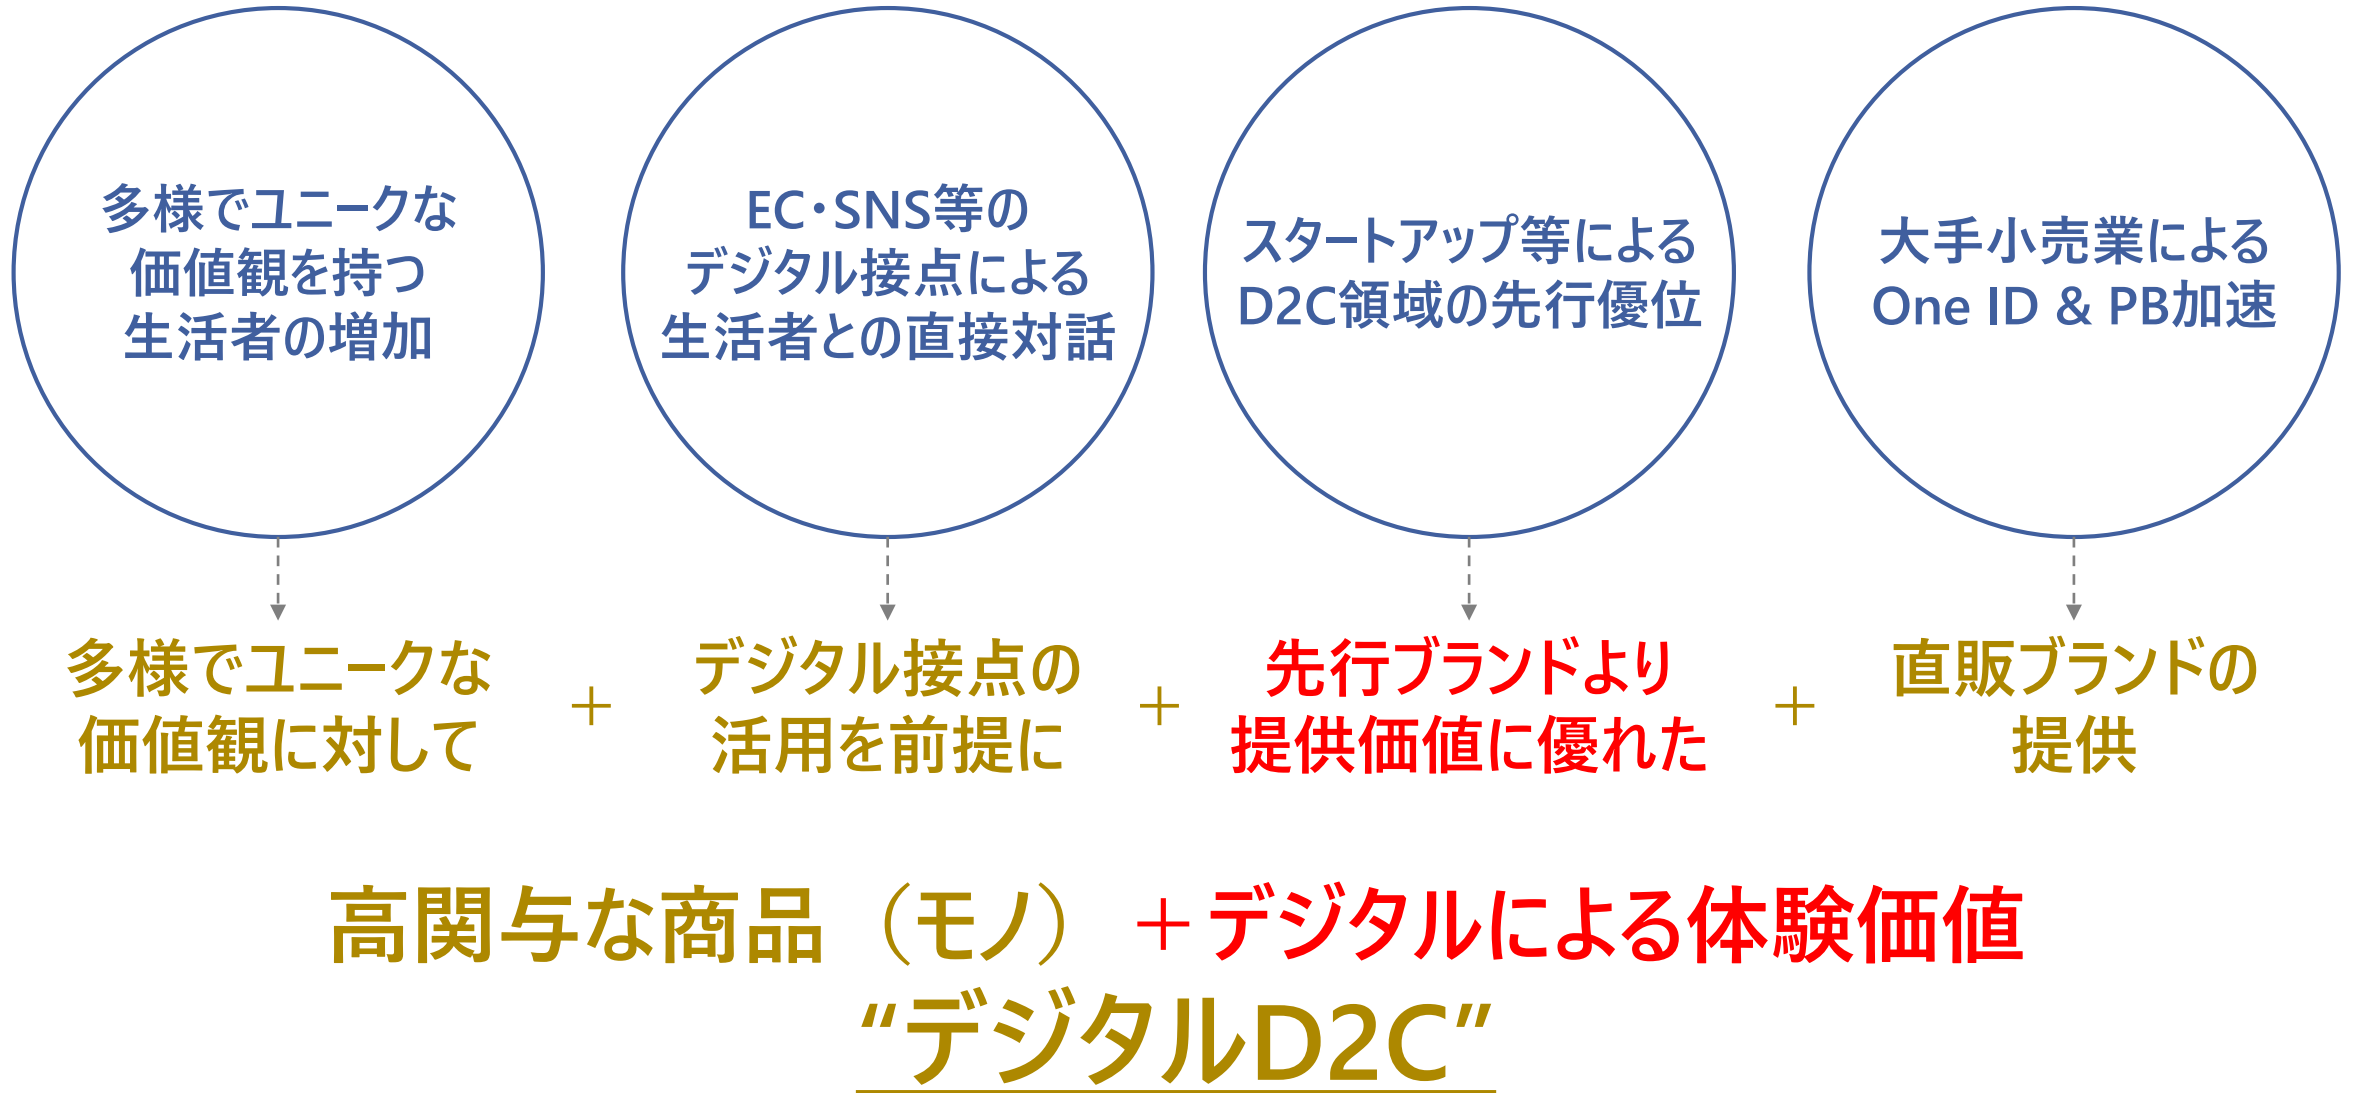 多様でユニークな
価値観を持つ
生活者の増加
EC・SNS等の
デジタル接点による
生活者との直接対話
スタートアップ等による
D2C領域の先行優位
大手小売業による
One ID & PB加速
多様でユニークな
価値観に対して
+
デジタル接点の
活用を前提に
+
先行ブランドより
提供価値に優れた
+
直販ブランドの
提供
高関与な商品（モノ）+デジタルによる体験価値
“デジタルD2C”